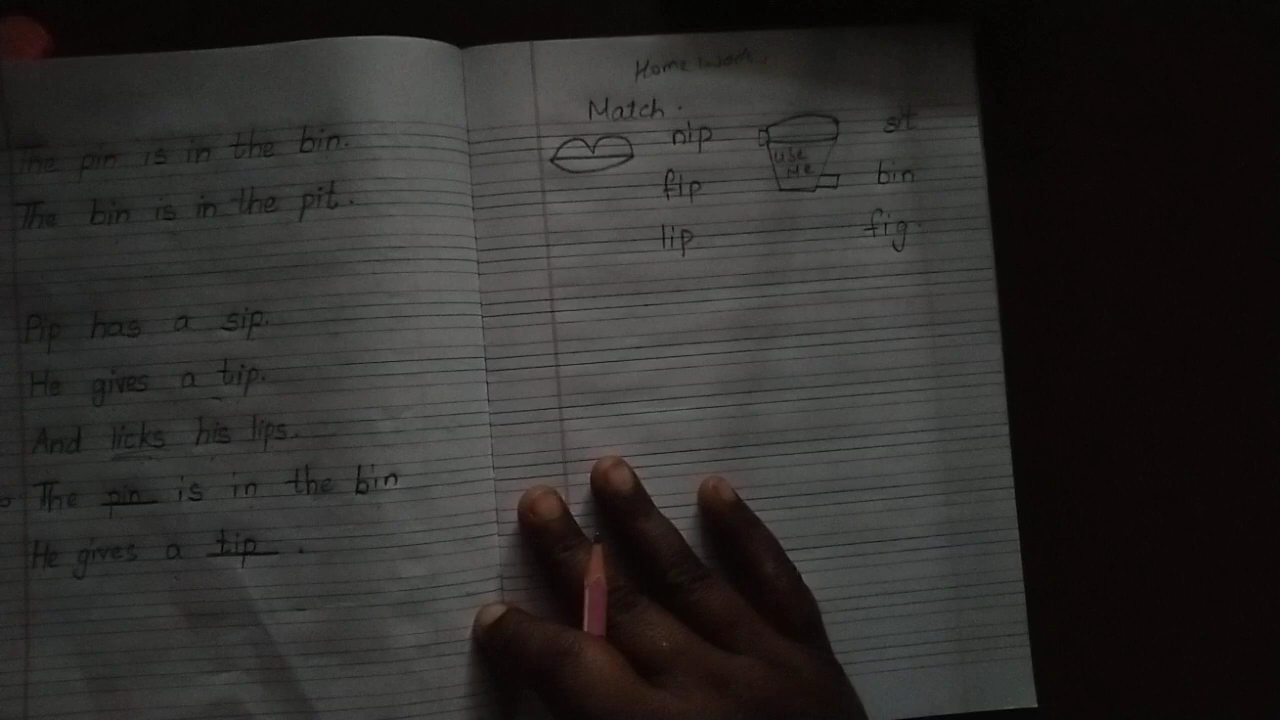 The pin is in the bin.
The bin is in the pit.
Pip has a sip.
He gives a tip.
And licks his lips.
The pin is in the bin
He gives a tip.
Home Work
Match.
nip
fip
lip
USE
ME
sit
bin
fig